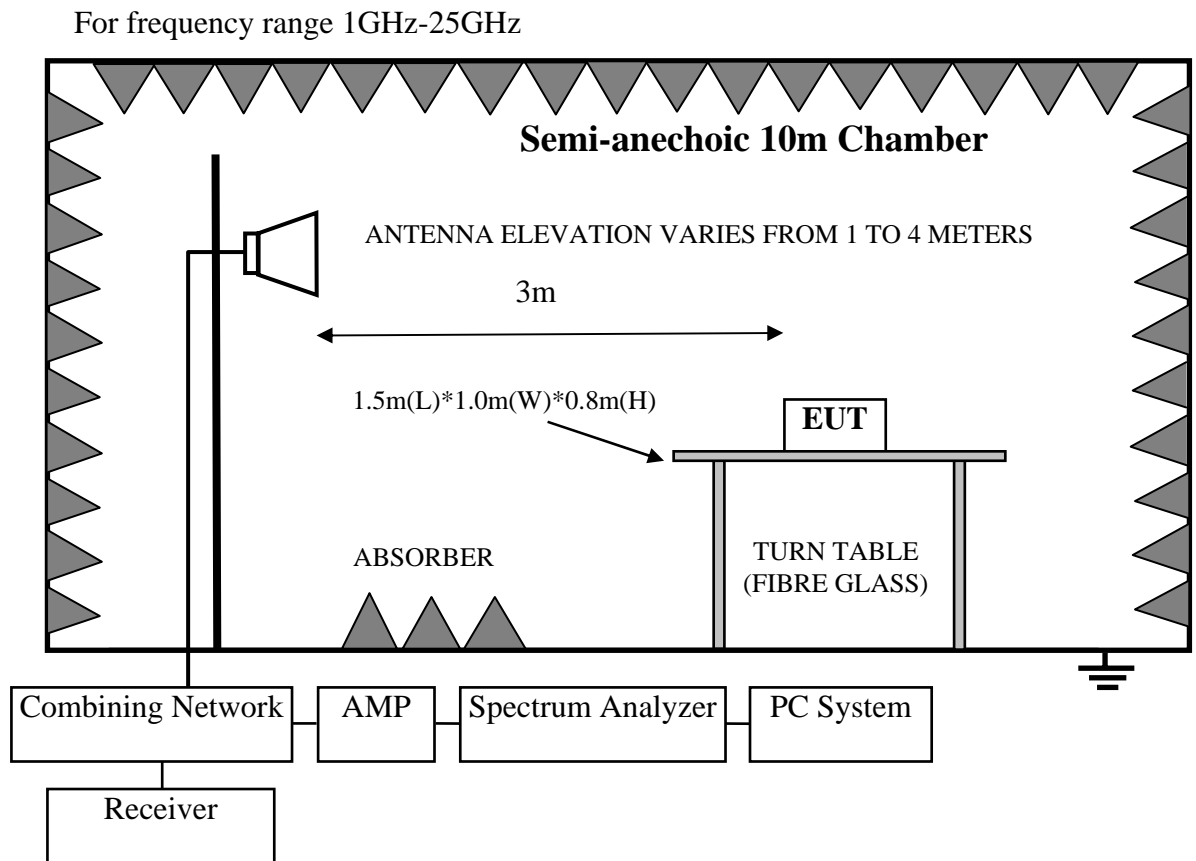 For frequency range 1GHz-25GHz
Semi-anechoic 10m Chamber
ANTENNA ELEVATION VARIES FROM 1 TO 4 METERS
3m
1.5m(L)*1.0m(W)*0.8m(H)
EUT
ABSORBER
TURN TABLE
(FIBRE GLASS)
Combining Network
AMP
Spectrum Analyzer
PC System
Receiver